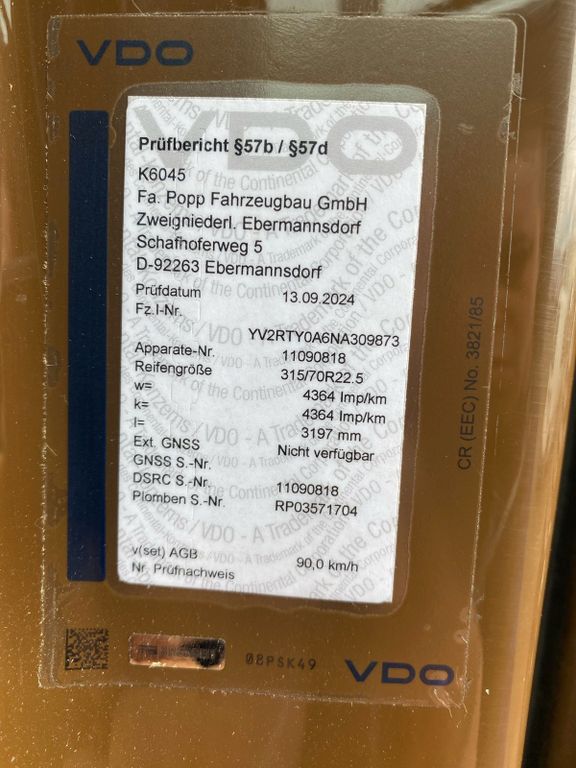 VDO
Prüfbericht §57b / §57d
K6045
Fa. Popp Fahrzeugbau GmbH
Zweigniederl. Ebermannsdorf
Schafhoferweg 5
D-92263 Ebermannsdorf
Prüfdatum 13.09.2024
Fz.I-Nr.
YV2RTY0A6NA309873
Apparate-Nr. 11090818
Reifengröße 315/70R22.5
w= 4364 Imp/km
k= 4364 Imp/km
l= 3197 mm
Ext. GNSS Nicht verfügbar
GNSS S.-Nr.
DSRC S.-Nr. 11090818
Plomben S.-Nr. RP03571704
v(set) AGB 90,0 km/h
Nr. Prüfnachweis
CR (EEC) No. 3821/85
08PSK49
VDO